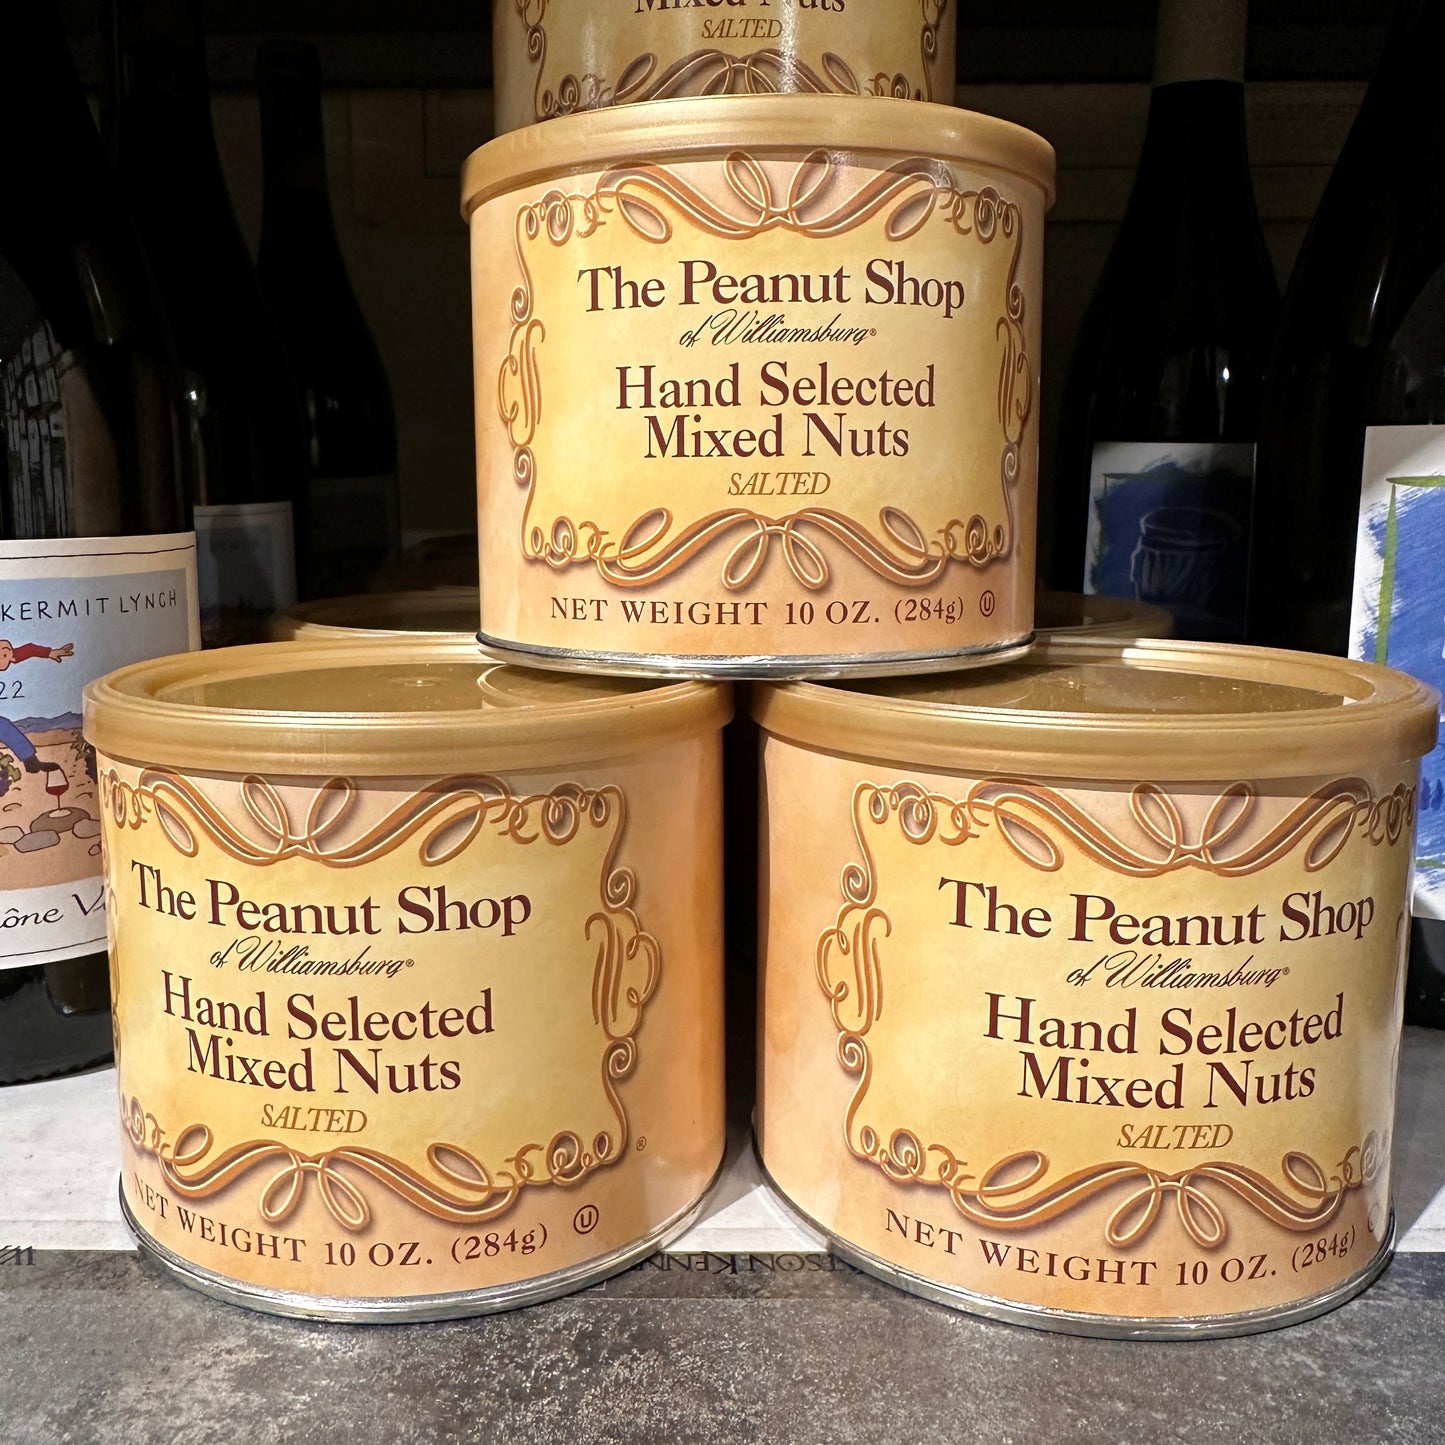 Mixed Nuts
SALTED
The Peanut Shop
of Williamsburg®
Hand Selected
Mixed Nuts
SALTED
NET WEIGHT 10 OZ. (284g) U
KERMIT LYNCH
22
ône
The Peanut Shop
of Williamsburg®
Hand Selected
Mixed Nuts
SALTED
®
NET WEIGHT 10 OZ. (284g) U
The Peanut Shop
of Williamsburg®
Hand Selected
Mixed Nuts
SALTED
NET WEIGHT 10 OZ. (284g)